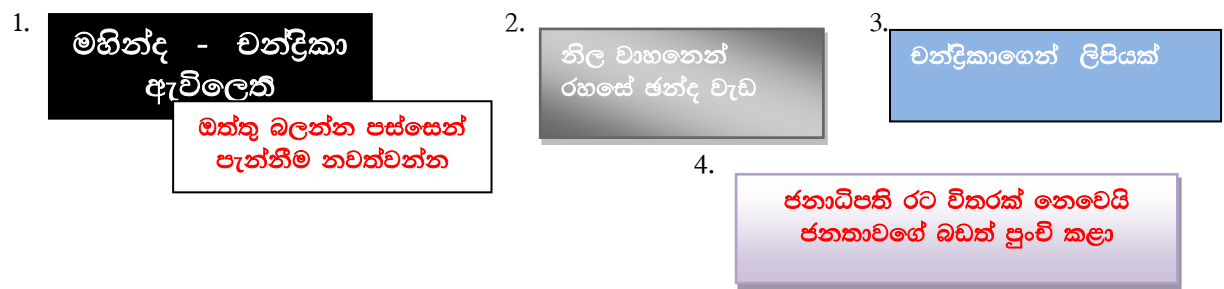 1.
මහින්ද - චන්ද්‍රිකා
ඇවිලෙති
ඔත්තු බලන්න පස්සෙන්
පැන්නීම නවත්වන්න
2.
නිල වාහනෙන්
රහසේ ඡන්ද වැඩ
3.
චන්ද්‍රිකාගෙන් ලිපියක්
4.
ජනාධිපති රට විතරක් නෙවෙයි
ජනතාවගේ බඩත් පුංචි කළා